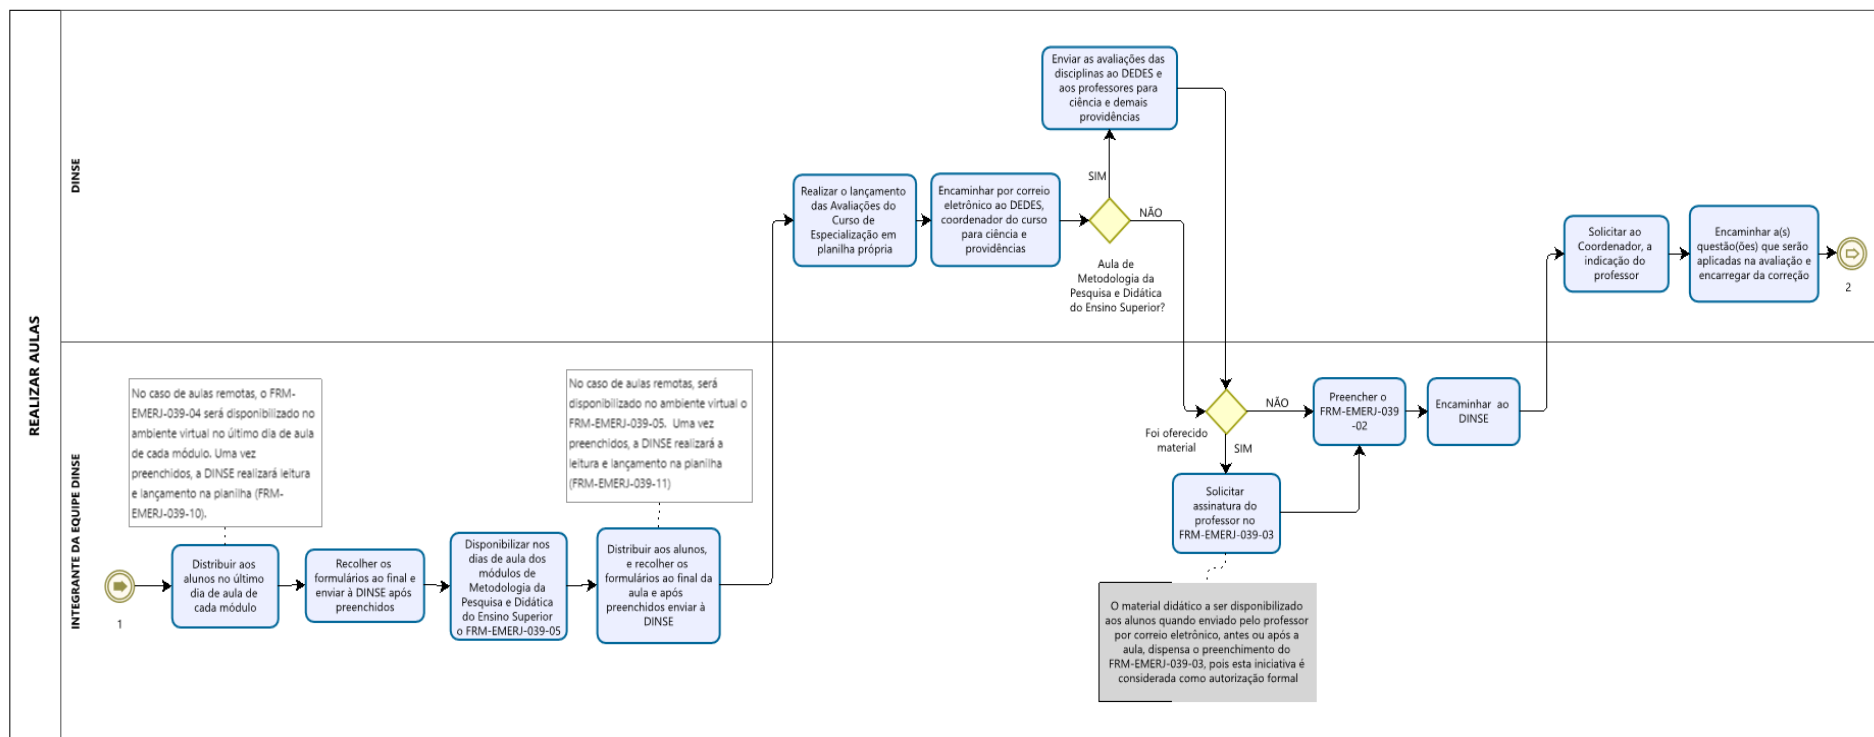 REALIZAR AULAS
DINSE
INTEGRANTE DA EQUIPE DINSE
Enviar as avaliações das
disciplinas ao DEDES e
aos professores para
ciência e demais
providências
Realizar o lançamento
das Avaliações do
Curso de
Especialização em
planilha própria
Encaminhar por correio
eletrônico ao DEDES,
coordenador do curso
para ciência e
providências
SIM
NÃO
Aula de
Metodologia da
Pesquisa e Didática
do Ensino Superior?
Solicitar ao
Coordenador, a
indicação do
professor
Encaminhar a(s)
questão(ões) que serão
aplicadas na avaliação e
encarregar da correção
2
No caso de aulas remotas, o FRM-
EMERJ-039-04 será disponibilizado no
ambiente virtual no último dia de aula
de cada módulo. Uma vez
preenchidos, a DINSE realizará leitura
e lançamento na planilha (FRM-
EMERJ-039-10).
No caso de aulas remotas, será
disponibilizado no ambiente virtual o
FRM-EMERJ-039-05. Uma vez
preenchidos, a DINSE realizará a
leitura e lançamento na planilha
(FRM-EMERJ-039-11)
1
Distribuir aos
alunos no último
dia de aula de
cada módulo
Recolher os
formulários ao final e
enviar à DINSE após
preenchidos
Disponibilizar nos
dias de aula dos
módulos de
Metodologia da
Pesquisa e Didática
do Ensino Superior
o FRM-EMERJ-039-05
Distribuir aos alunos,
e recolher os
formulários ao final da
aula e após
preenchidos enviar à
DINSE
Foi oferecido
material
NÃO
SIM
Preencher o
FRM-EMERJ-039
-02
Encaminhar ao
DINSE
Solicitar
assinatura do
professor no
FRM-EMERJ-039-03
O material didático a ser disponibilizado
aos alunos quando enviado pelo professor
por correio eletrônico, antes ou após a
aula, dispensa o preenchimento do
FRM-EMERJ-039-03, pois esta iniciativa é
considerada como autorização formal